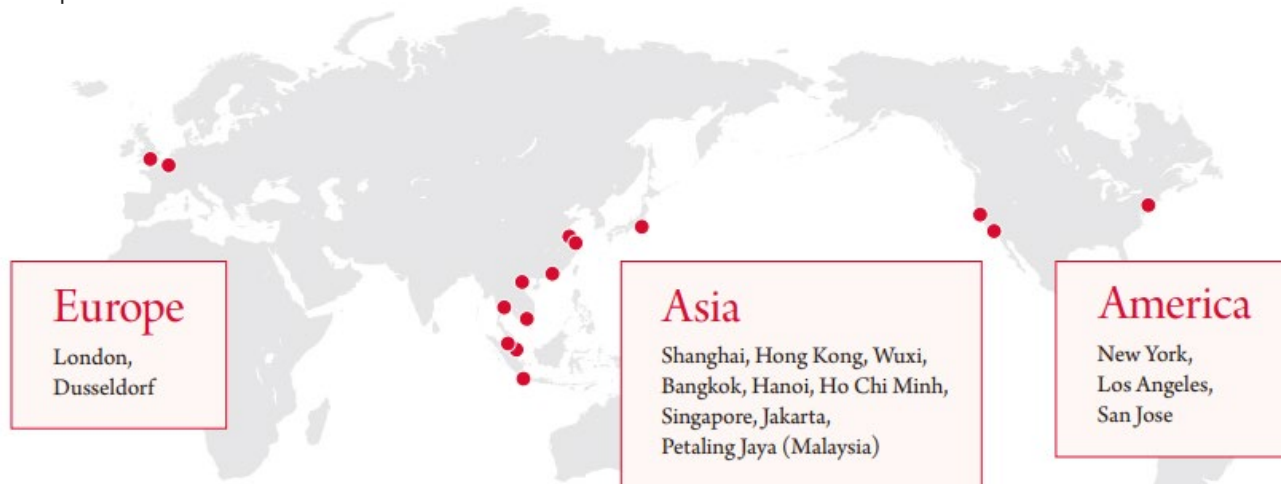 Europe
London,
Dusseldorf
Asia
Shanghai, Hong Kong, Wuxi,
Bangkok, Hanoi, Ho Chi Minh,
Singapore, Jakarta,
Petaling Jaya (Malaysia)
America
New York,
Los Angeles,
San Jose